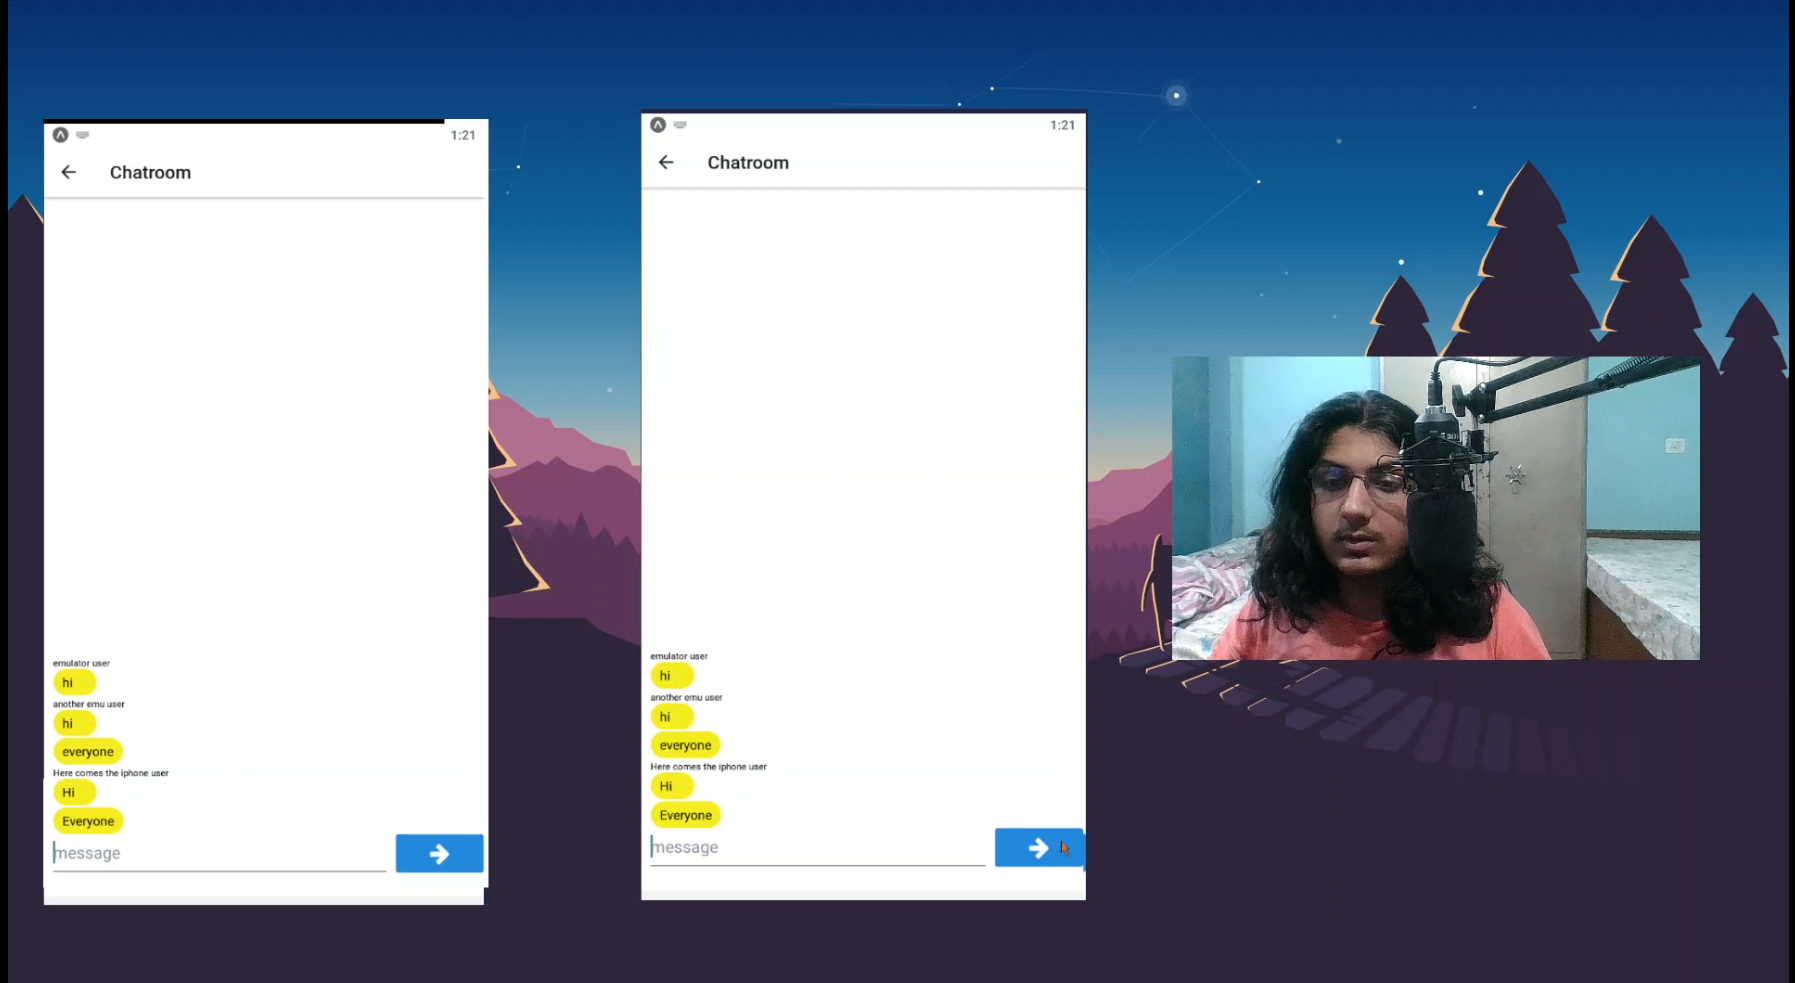 1:21
Chatroom
emulator user
hi
another emu user
hi
everyone
Here comes the iphone user
Hi
Everyone
message
1:21
Chatroom
emulator user
hi
another emu user
hi
everyone
Here comes the iphone user
Hi
Everyone
message